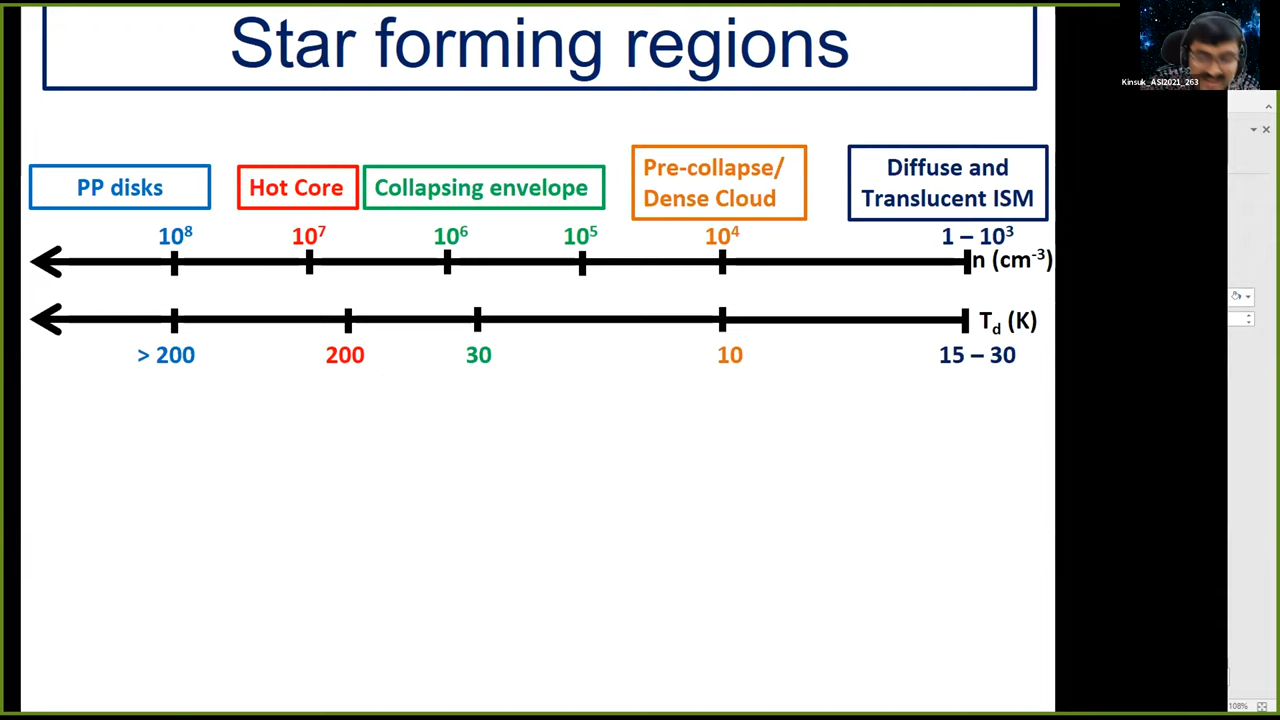 Star forming regions
Kinsuk_ASI2021_263
PP disks
Hot Core
Collapsing envelope
Pre-collapse/
Dense Cloud
Diffuse and
Translucent ISM
10⁸ 10⁷ 10⁶ 10⁵ 10⁴ 1 – 10³
n (cm⁻³)
T_d (K)
> 200 200 30 10 15 – 30
108%